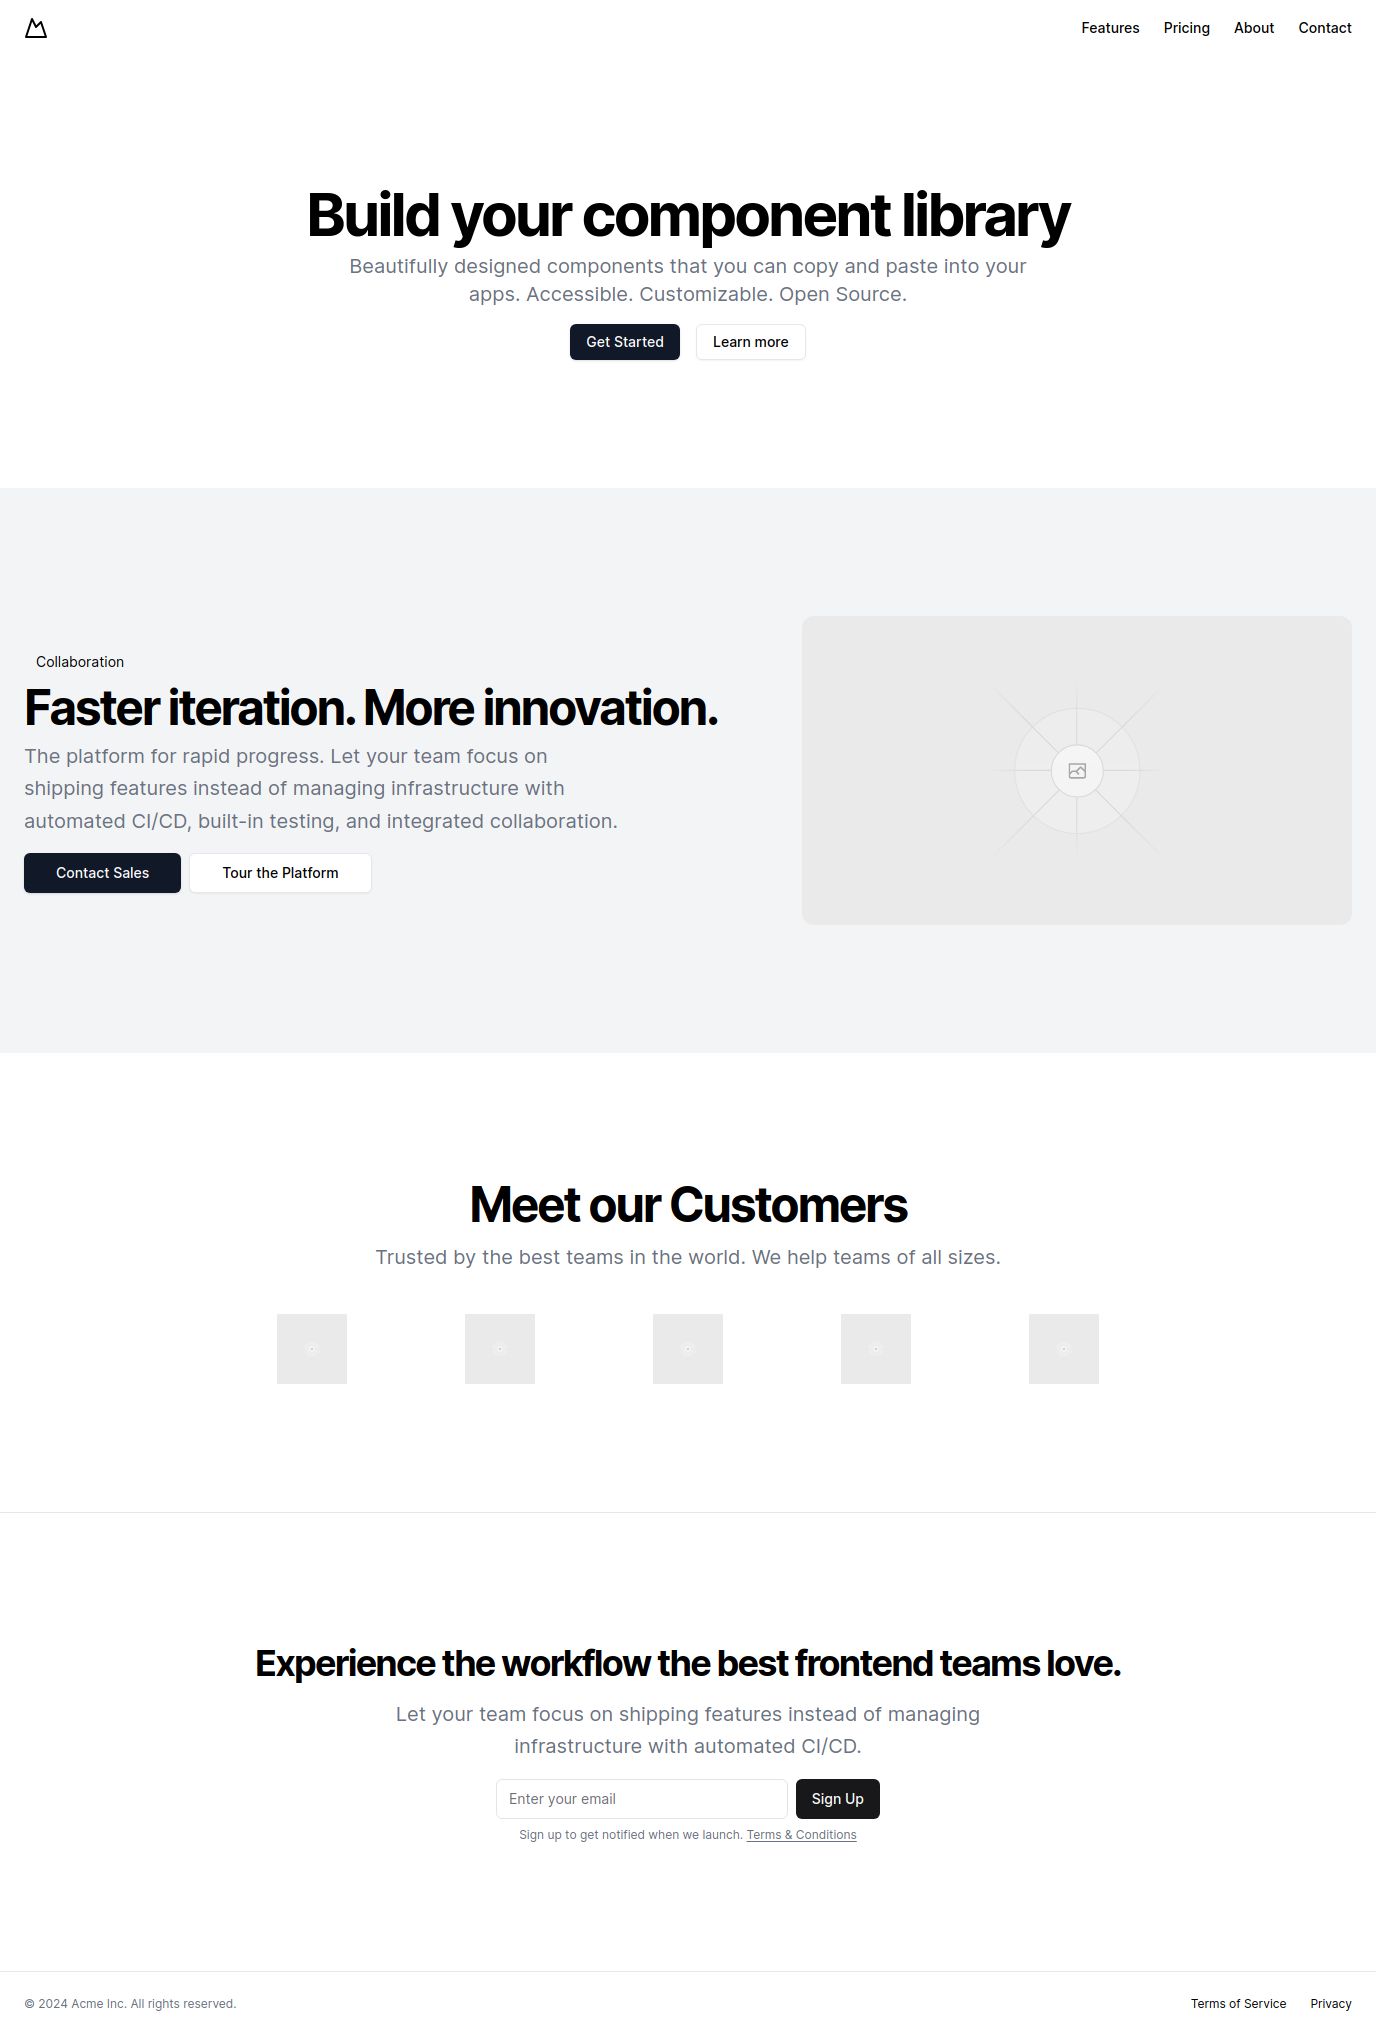 Features Pricing About Contact
Build your component library
Beautifully designed components that you can copy and paste into your
apps. Accessible. Customizable. Open Source.
Get Started Learn more
Collaboration
Faster iteration. More innovation.
The platform for rapid progress. Let your team focus on
shipping features instead of managing infrastructure with
automated CI/CD, built-in testing, and integrated collaboration.
Contact Sales Tour the Platform
Meet our Customers
Trusted by the best teams in the world. We help teams of all sizes.
Experience the workflow the best frontend teams love.
Let your team focus on shipping features instead of managing
infrastructure with automated CI/CD.
Enter your email Sign Up
Sign up to get notified when we launch. Terms & Conditions
© 2024 Acme Inc. All rights reserved. Terms of Service Privacy